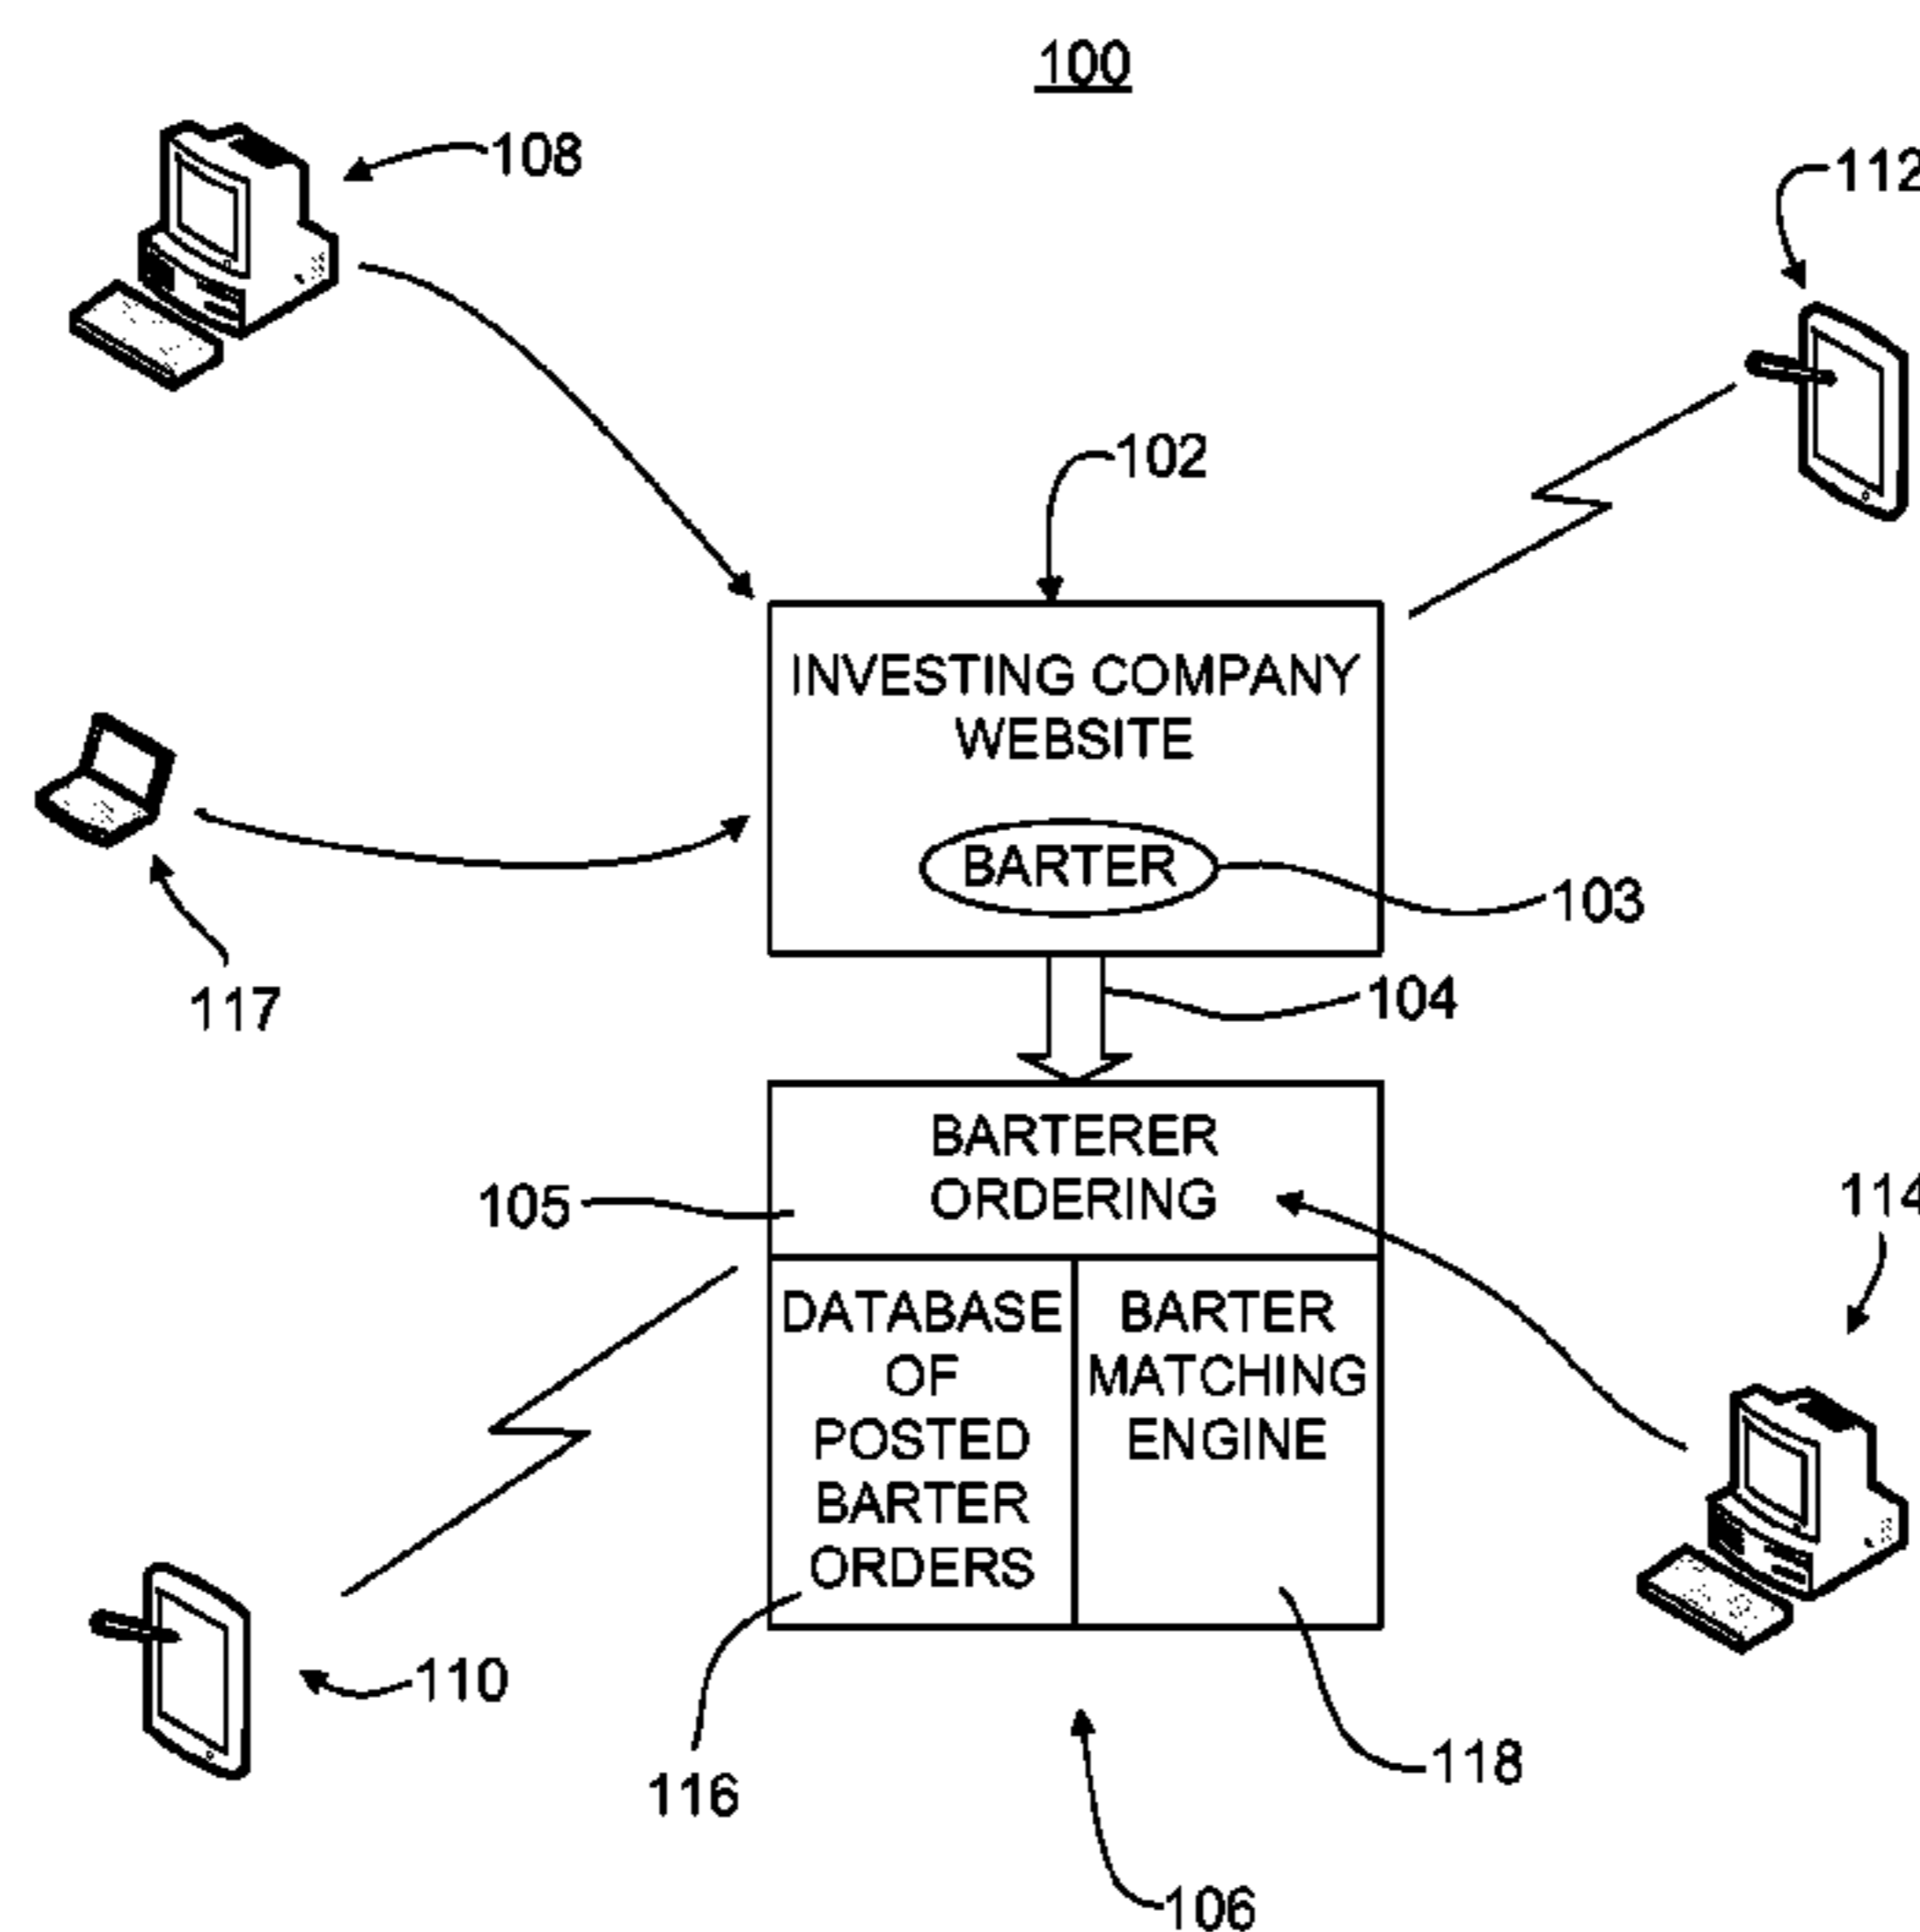 100
108
112
102
INVESTING COMPANY
WEBSITE
BARTER
103
117
104
BARTERER
ORDERING
105
114
DATABASE
OF
POSTED
BARTER
ORDERS
BARTER
MATCHING
ENGINE
110
116
118
106